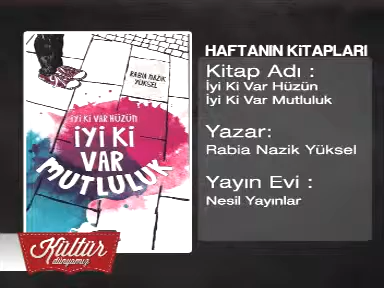 RABIA NAZİK
YÜKSEL
İYİ Kİ VAR HÜZÜN
İYİ Kİ
VAR
MUTLULUK
HAFTANIN KİTAPLARI
Kitap Adı :
İyi Ki Var Hüzün
İyi Ki Var Mutluluk
Yazar:
Rabia Nazik Yüksel
Yayın Evi :
Nesil Yayınlar
Kültür
dünyamız